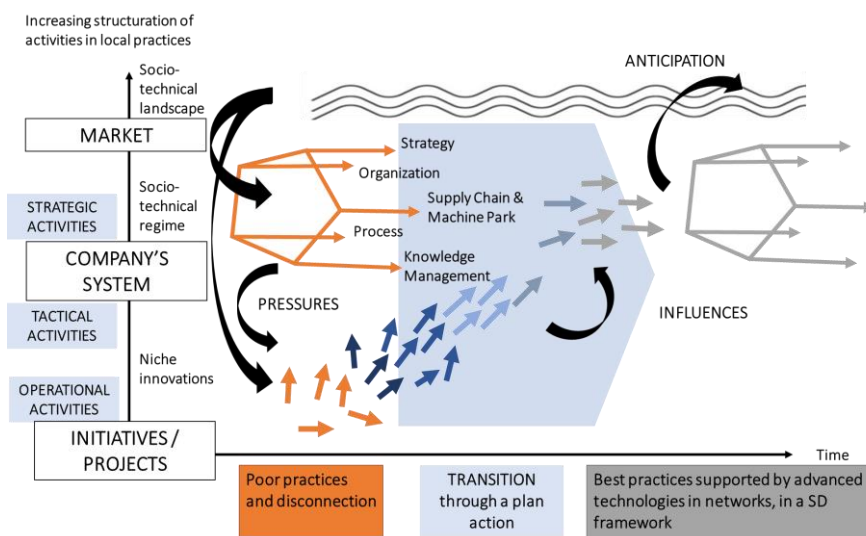 Increasing structuration of
activities in local practices
Socio-
technical
landscape
MARKET
Socio-
technical
regime
STRATEGIC
ACTIVITIES
COMPANY'S
SYSTEM
TACTICAL
ACTIVITIES
Niche
innovations
OPERATIONAL
ACTIVITIES
INITIATIVES /
PROJECTS
ANTICIPATION
Strategy
Organization
Supply Chain &
Machine Park
Process
Knowledge
Management
PRESSURES
INFLUENCES
Time
Poor practices
and disconnection
TRANSITION
through a plan
action
Best practices supported by advanced
technologies in networks, in a SD
framework